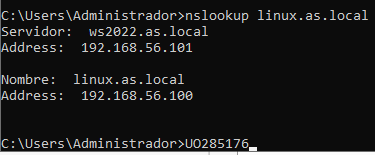 C:\Users\Administrador>nslookup linux.as.local
Servidor:  ws2022.as.local
Address:  192.168.56.101

Nombre:  linux.as.local
Address:  192.168.56.100

C:\Users\Administrador>UO285176